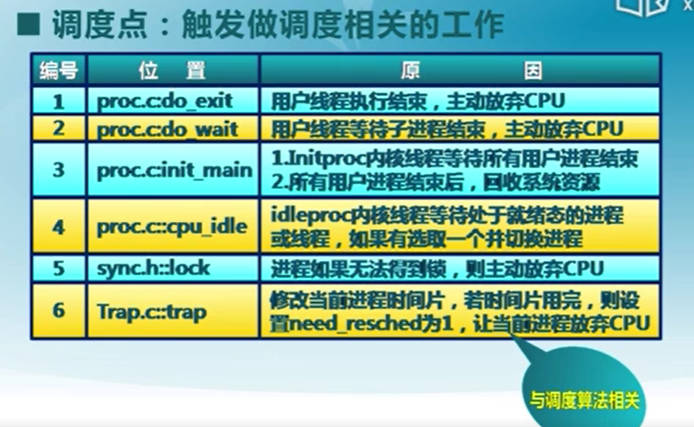 调度点：触发做调度相关的工作
编号 位 置 原 因
1 proc.c:do_exit 用户线程执行结束，主动放弃CPU
2 proc.c:do_wait 用户线程等待子进程结束，主动放弃CPU
3 proc.c:init_main 1.Initproc内核线程等待所有用户进程结束
2.所有用户进程结束后，回收系统资源
4 proc.c::cpu_idle idleproc内核线程等待处于就绪态的进程
或线程，如果有选取一个并切换进程
5 sync.h::lock 进程如果无法得到锁，则主动放弃CPU
6 Trap.c::trap 修改当前进程时间片，若时间片用完，则设
置need_resched为1，让当前进程放弃CPU
与调度算法相关